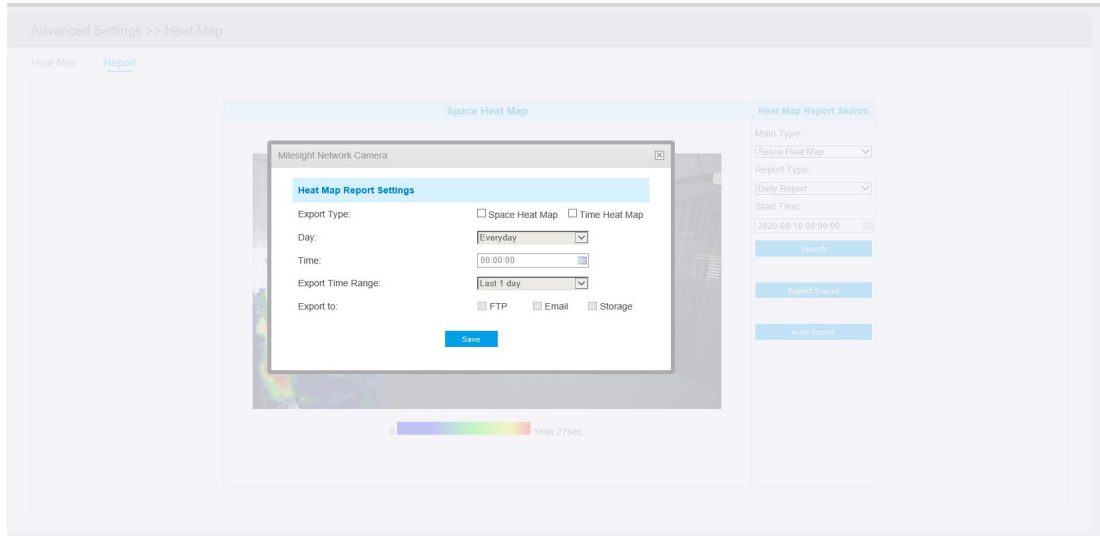 Advanced Settings >> Heat Map
Heat Map Report
Space Heat Map
Heat Map Report Search
Main Type:
Space Heat Map
Report Type:
Daily Report
Start Time:
2020-08-18 00:00:00
Search
Report Export
Auto Export
Milesight Network Camera
Heat Map Report Settings
Export Type: Space Heat Map Time Heat Map
Day: Everyday
Time: 00:00:00
Export Time Range: Last 1 day
Export to: FTP Email Storage
Save
0 1min 27sec.